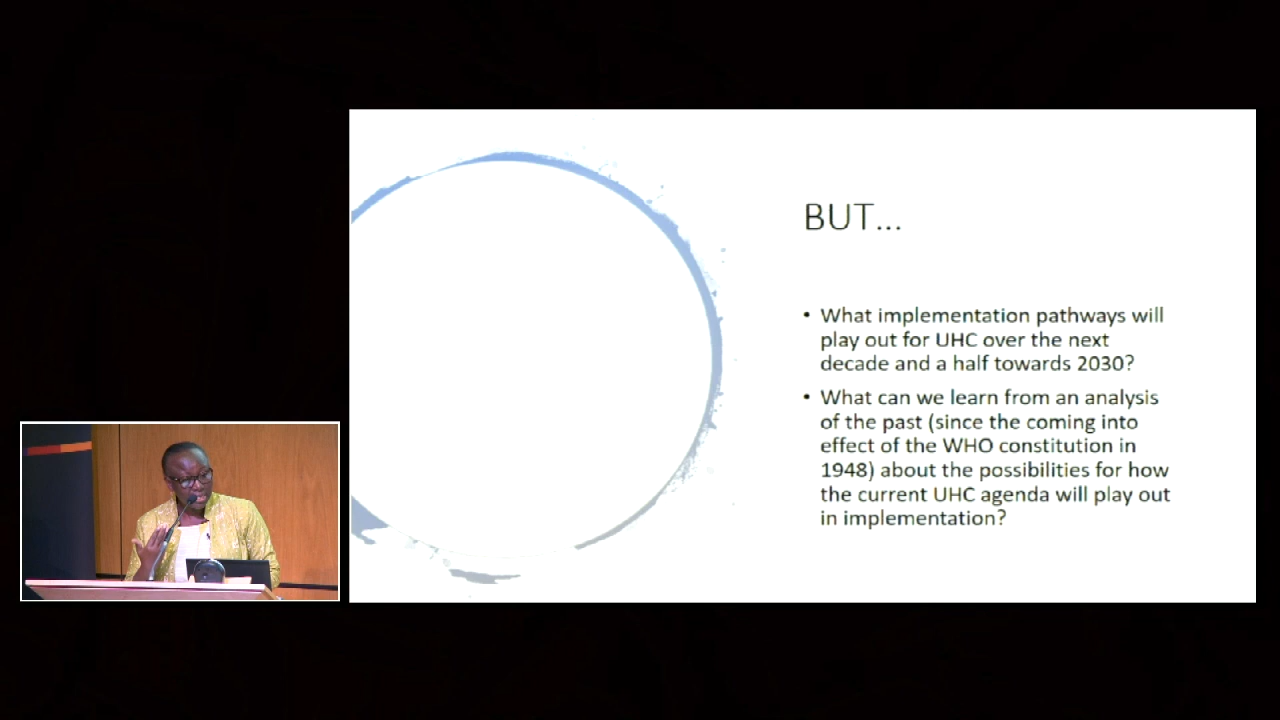 BUT...
• What implementation pathways will
play out for UHC over the next
decade and a half towards 2030?
• What can we learn from an analysis
of the past (since the coming into
effect of the WHO constitution in
1948) about the possibilities for how
the current UHC agenda will play out
in implementation?